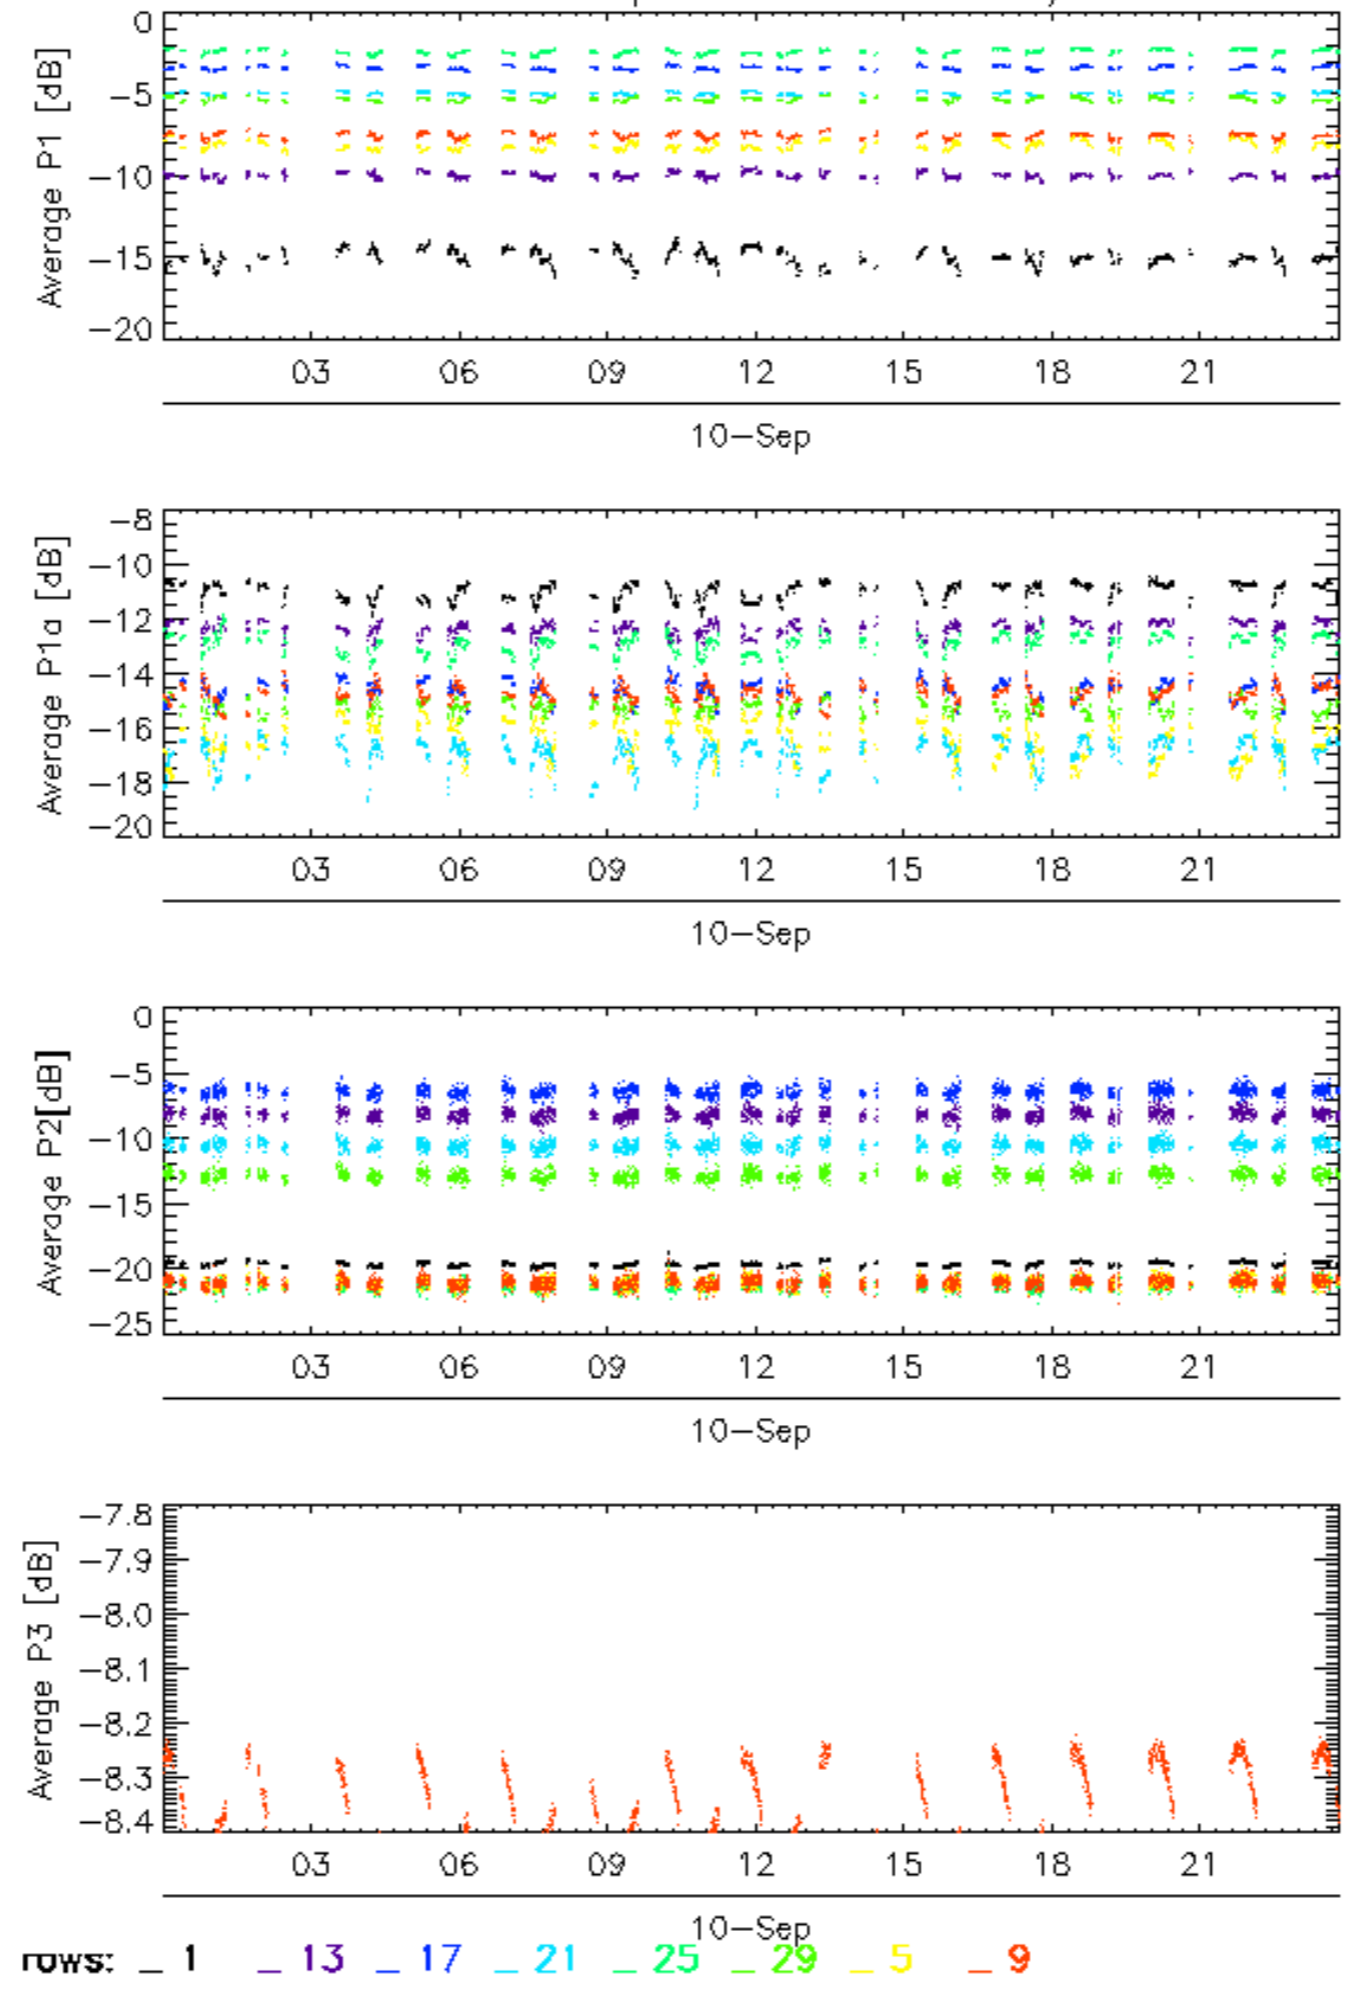 0
−5
−10
−15
−20
Average P1 [dB]
03 06 09 12 15 18 21
10−Sep
−8
−10
−12
−14
−16
−18
−20
Average P1a [dB]
03 06 09 12 15 18 21
10−Sep
0
−5
−10
−15
−20
−25
Average P2[dB]
03 06 09 12 15 18 21
10−Sep
−7.8
−7.9
−8.0
−8.1
−8.2
−8.3
−8.4
Average P3 [dB]
03 06 09 12 15 18 21
10−Sep
rows: _ 1 _ 13 _ 17 _ 21 _ 25 _ 29 _ 5 _ 9